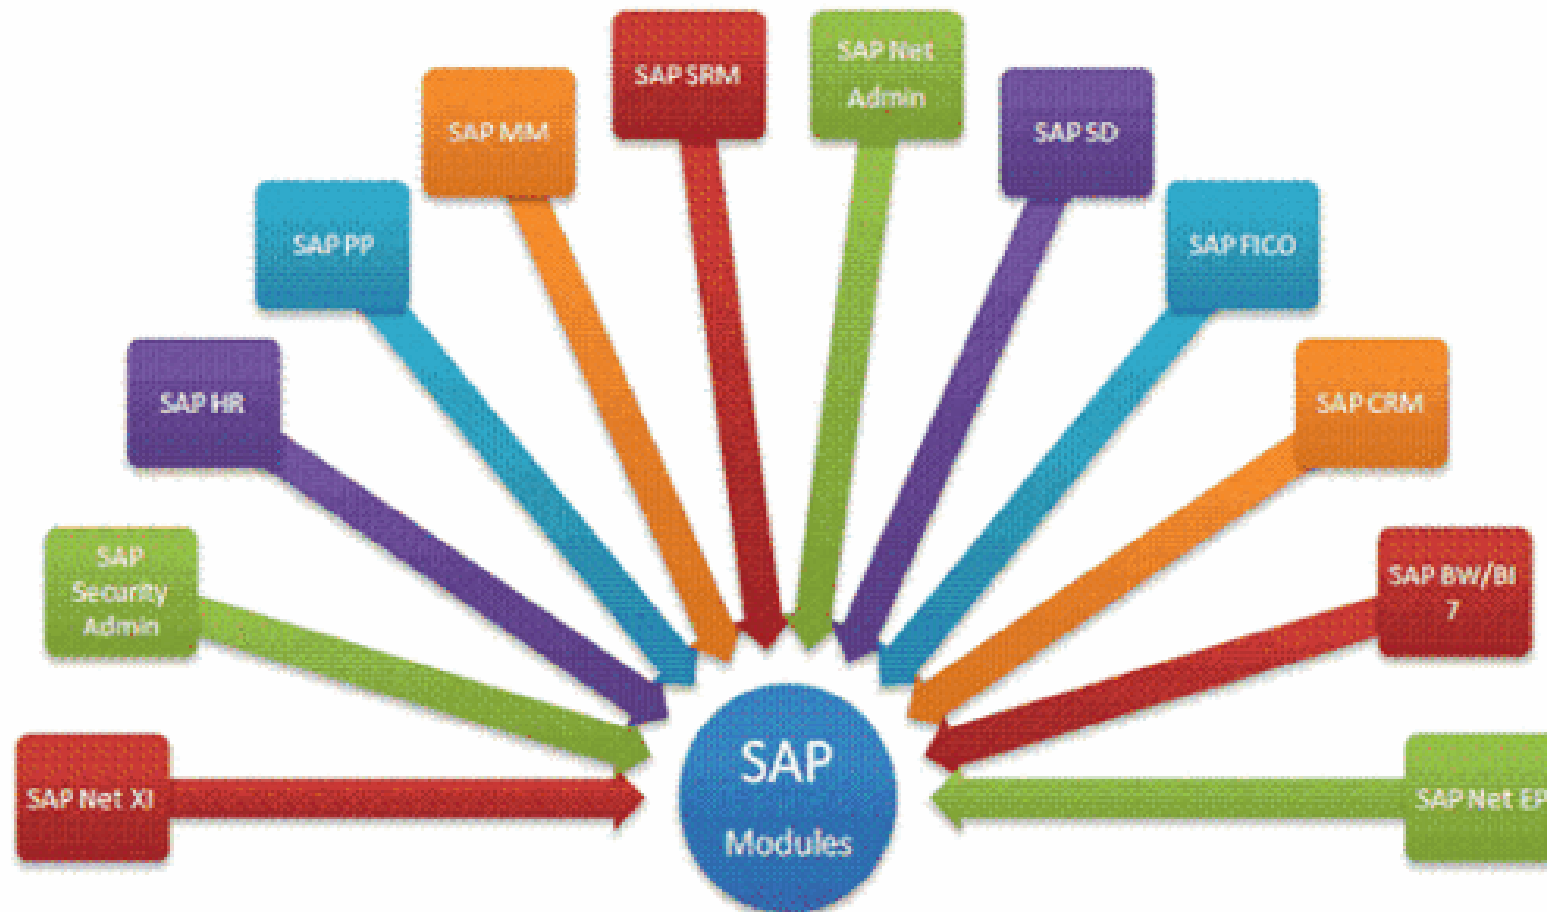 SAP SRM
SAP Net
Admin
SAP MM
SAP SD
SAP PP
SAP FICO
SAP HR
SAP CRM
SAP
Security
Admin
SAP BW/BI
7
SAP Net XI
SAP
Modules
SAP Net EP